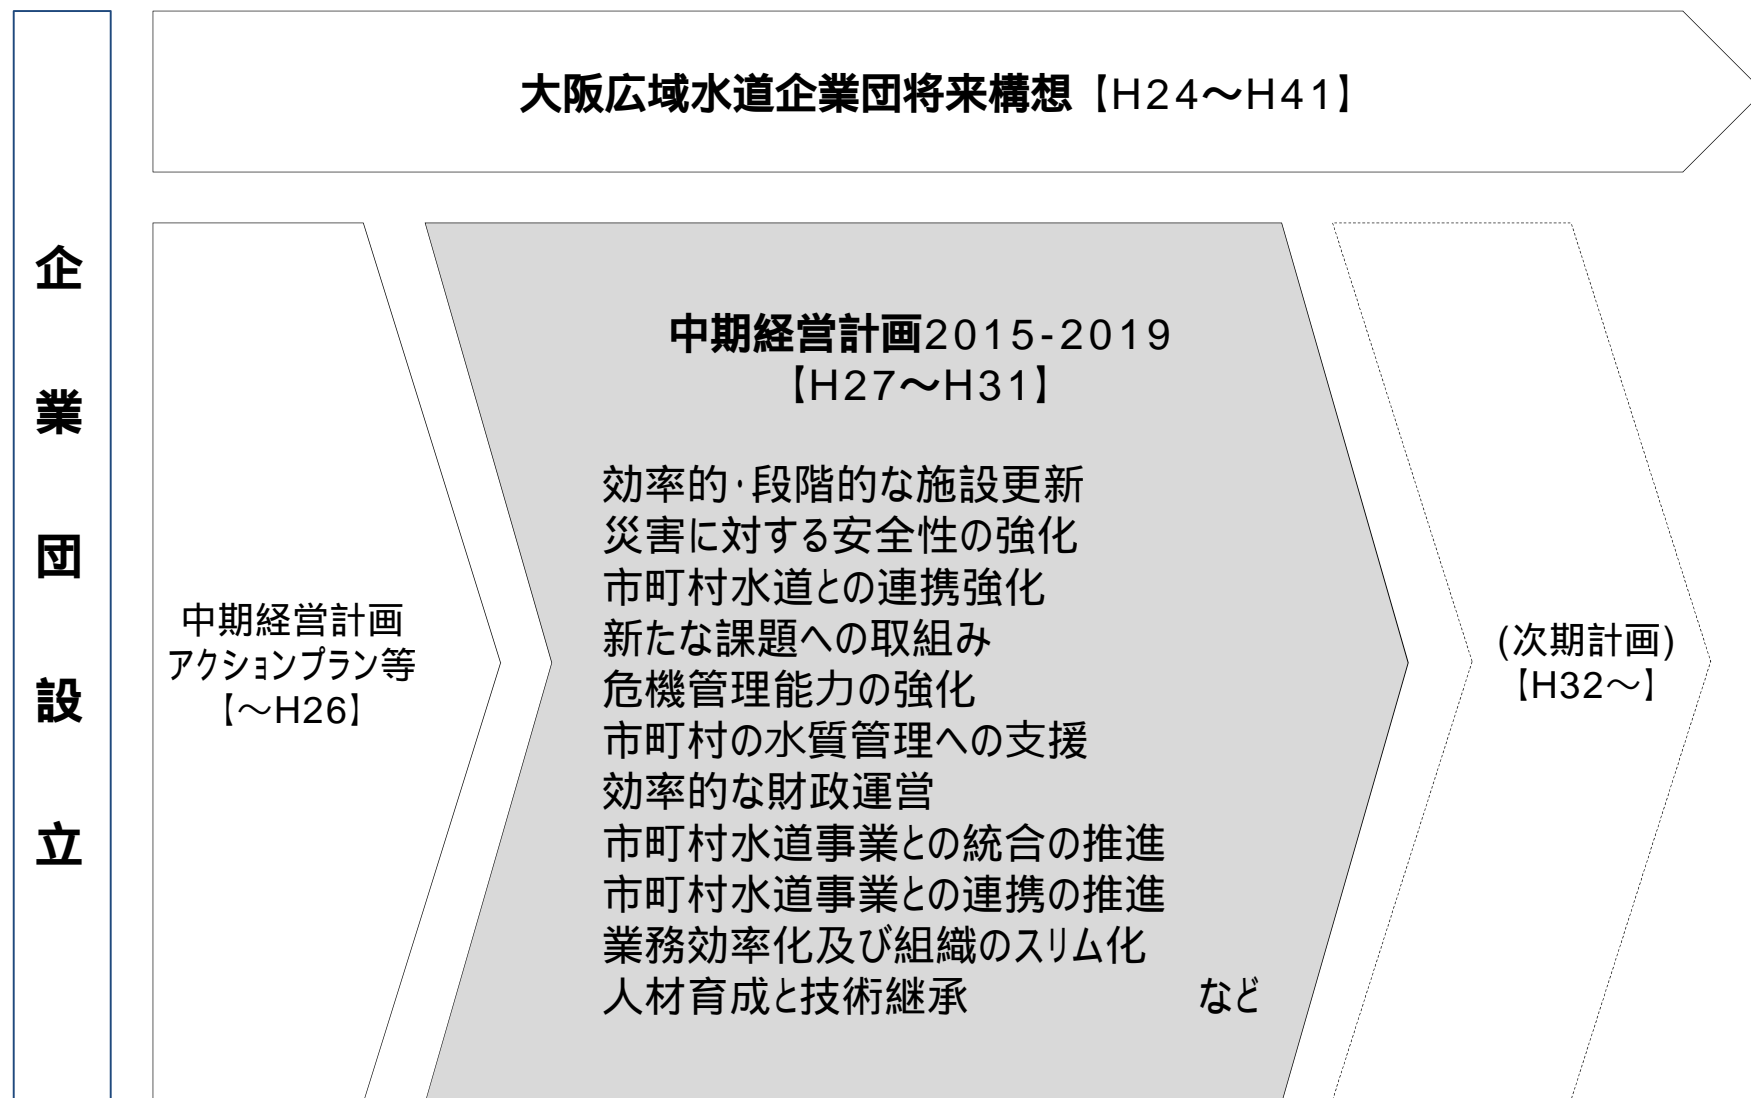 企業団設立
大阪広域水道企業団将来構想【H24～H41】
中期経営計画
アクションプラン等
【～H26】
中期経営計画2015-2019
【H27～H31】
効率的・段階的な施設更新
災害に対する安全性の強化
市町村水道との連携強化
新たな課題への取組み
危機管理能力の強化
市町村の水質管理への支援
効率的な財政運営
市町村水道事業との統合の推進
市町村水道事業との連携の推進
業務効率化及び組織のスリム化
人材育成と技術継承　など
(次期計画)
【H32～】